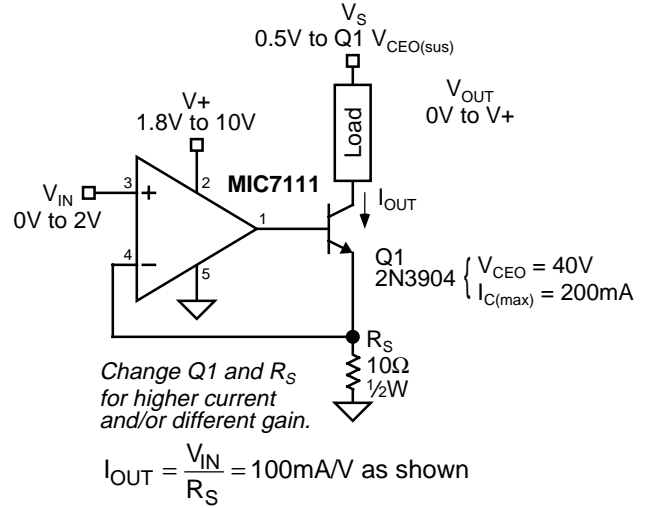 V_S
0.5V to Q1 V_CEO(sus)
V_OUT
0V to V+
Load
V+
1.8V to 10V
MIC7111
I_OUT
V_IN
0V to 2V
3
+
2
1
4
−
5
Q1
2N3904
{ V_CEO = 40V
I_C(max) = 200mA
R_S
10Ω
½W
Change Q1 and R_S
for higher current
and/or different gain.
I_OUT = V_IN / R_S = 100mA/V as shown